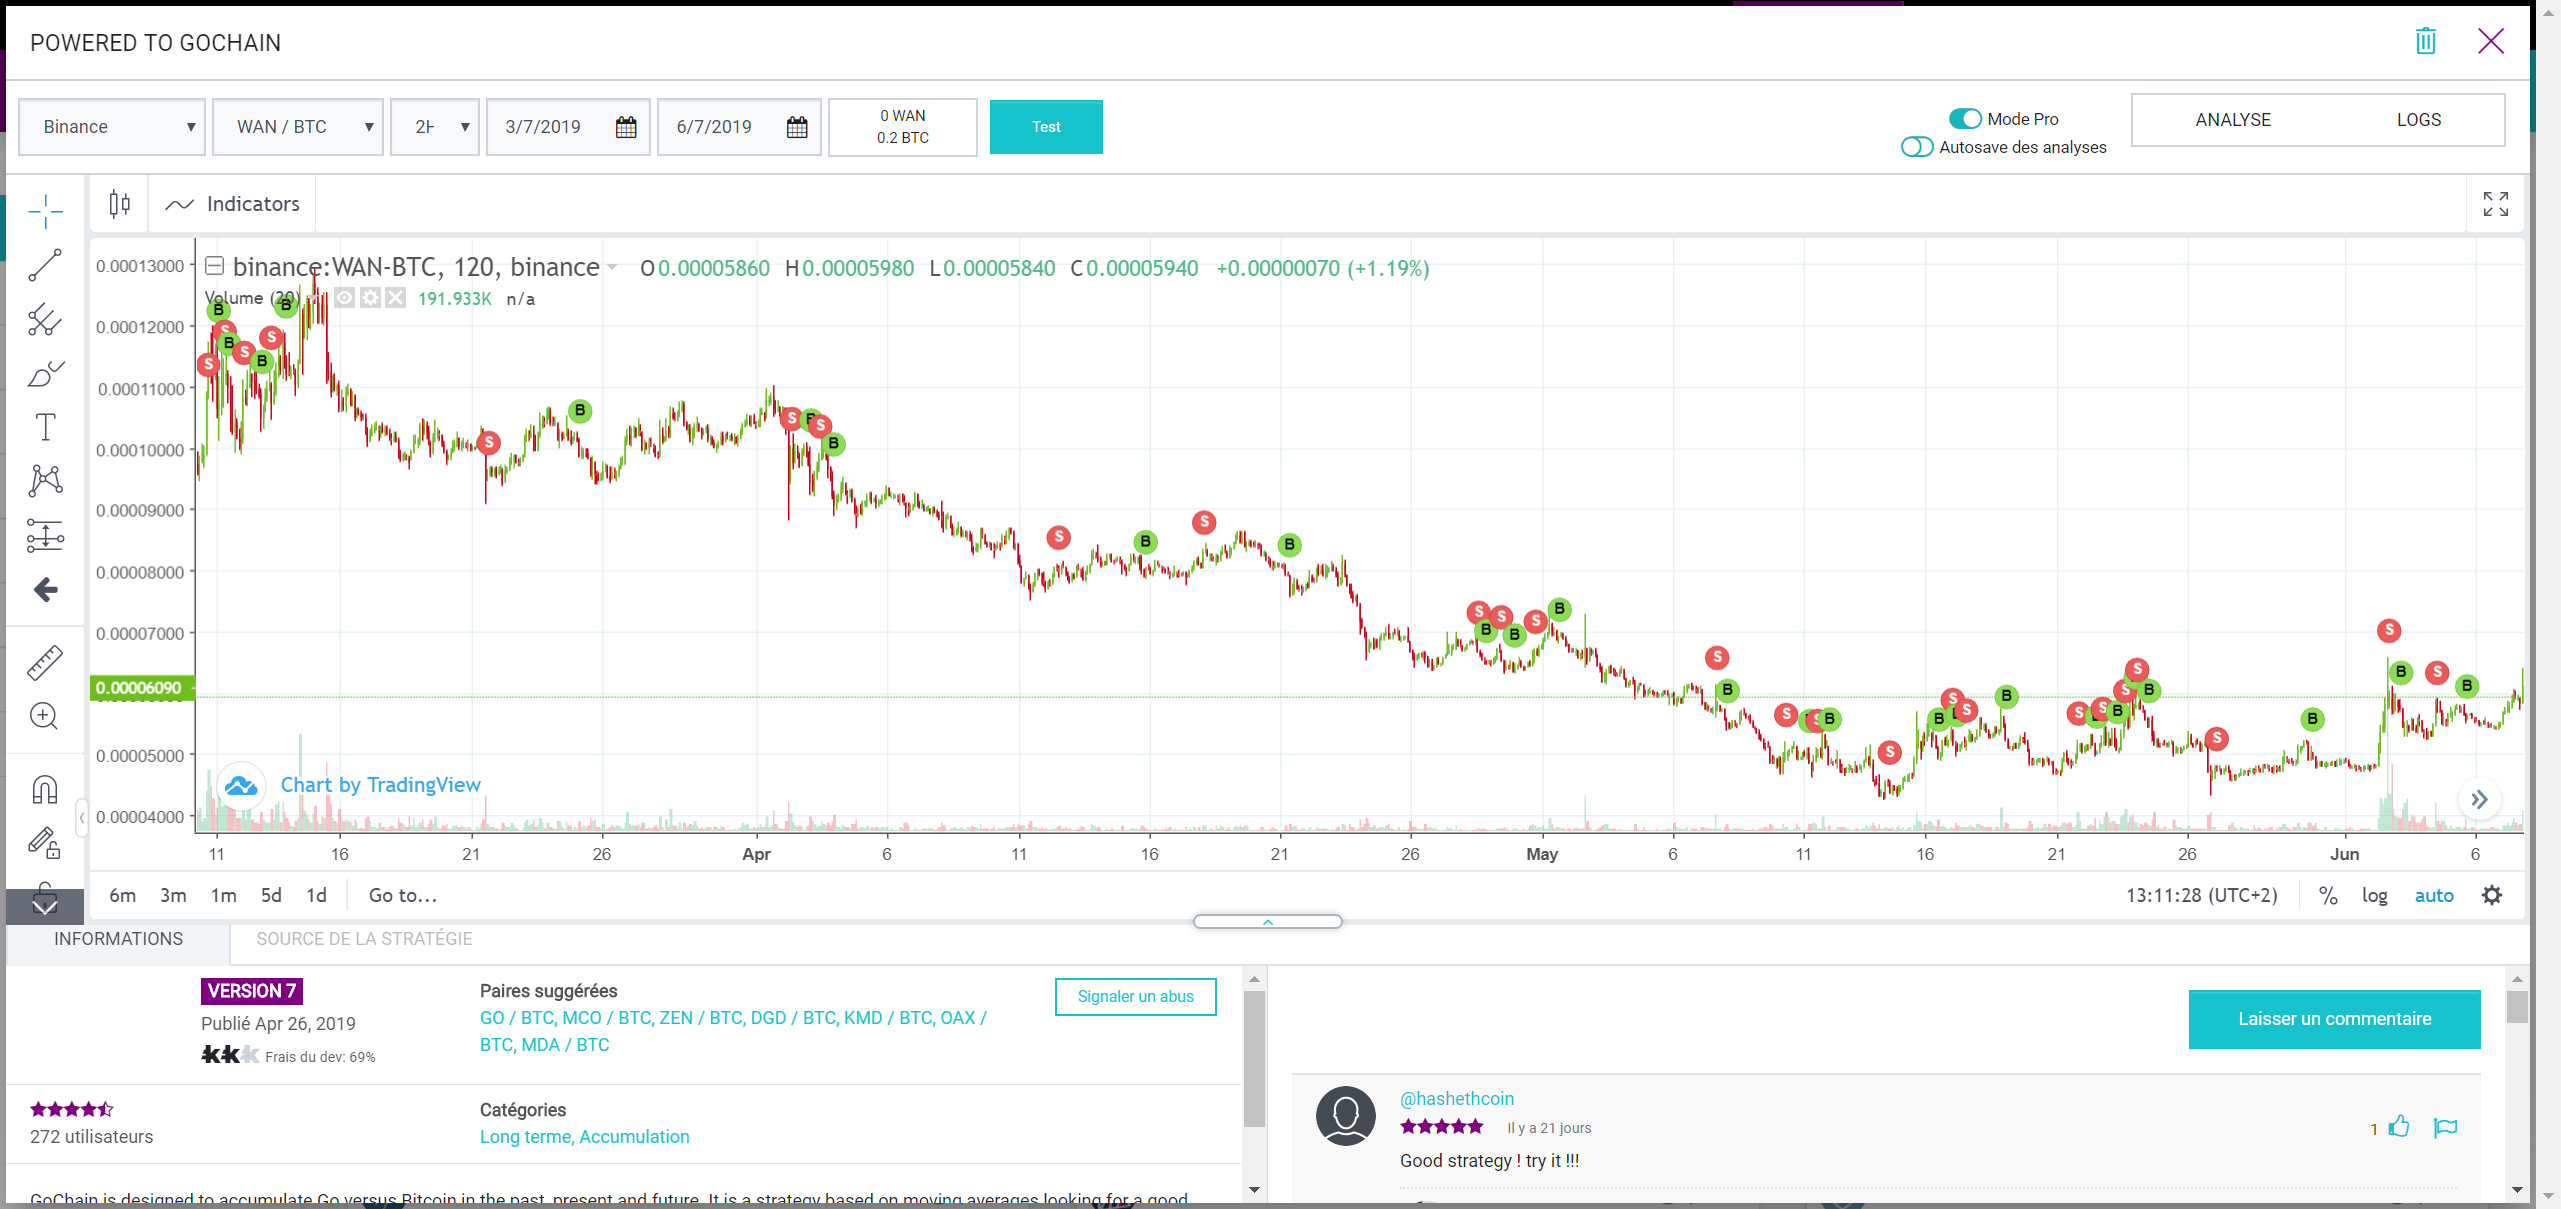 POWERED TO GOCHAIN
Binance
WAN / BTC
2H
3/7/2019
6/7/2019
0 WAN
0.2 BTC
Test
Mode Pro
Autosave des analyses
ANALYSE
LOGS
Indicators
binance:WAN-BTC, 120, binance
O0.00005860 H0.00005980 L0.00005840 C0.00005940 +0.00000070 (+1.19%)
Volume (20)
191.933K n/a
0.00013000
0.00012000
0.00011000
0.00010000
0.00009000
0.00008000
0.00007000
0.00006090
0.00005000
0.00004000
Chart by TradingView
11 16 21 26 Apr 6 11 16 21 26 May 6 11 16 21 26 Jun 6
6m 3m 1m 5d 1d Go to...
13:11:28 (UTC+2) % log auto
INFORMATIONS
SOURCE DE LA STRATÉGIE
VERSION 7
Publié Apr 26, 2019
Frais du dev: 69%
Paires suggérées
GO / BTC, MCO / BTC, ZEN / BTC, DGD / BTC, KMD / BTC, OAX /
BTC, MDA / BTC
Signaler un abus
272 utilisateurs
Catégories
Long terme, Accumulation
GoChain is designed to accumulate Go versus Bitcoin in the past, present and future. It is a strategy based on moving averages looking for a good
Laisser un commentaire
@hashethcoin
Il y a 21 jours
1
Good strategy ! try it !!!